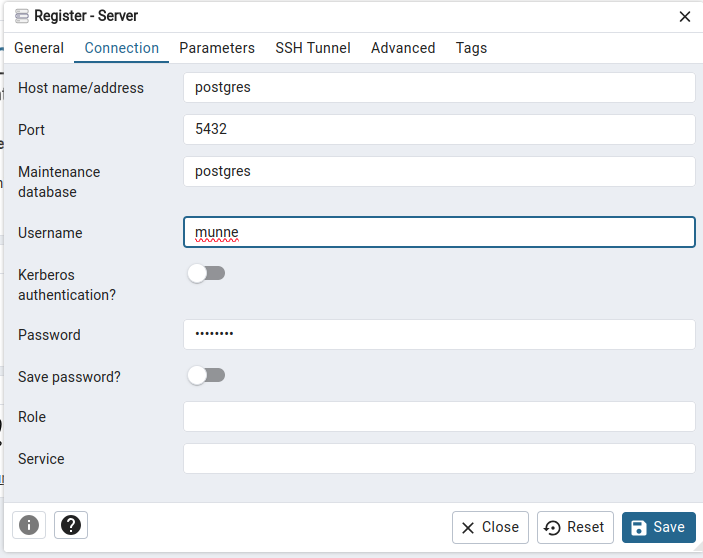 Register - Server
General Connection Parameters SSH Tunnel Advanced Tags
Host name/address postgres
Port 5432
Maintenance postgres
database
Username munne
Kerberos
authentication?
Password ••••••••
Save password?
Role
Service
Close Reset Save